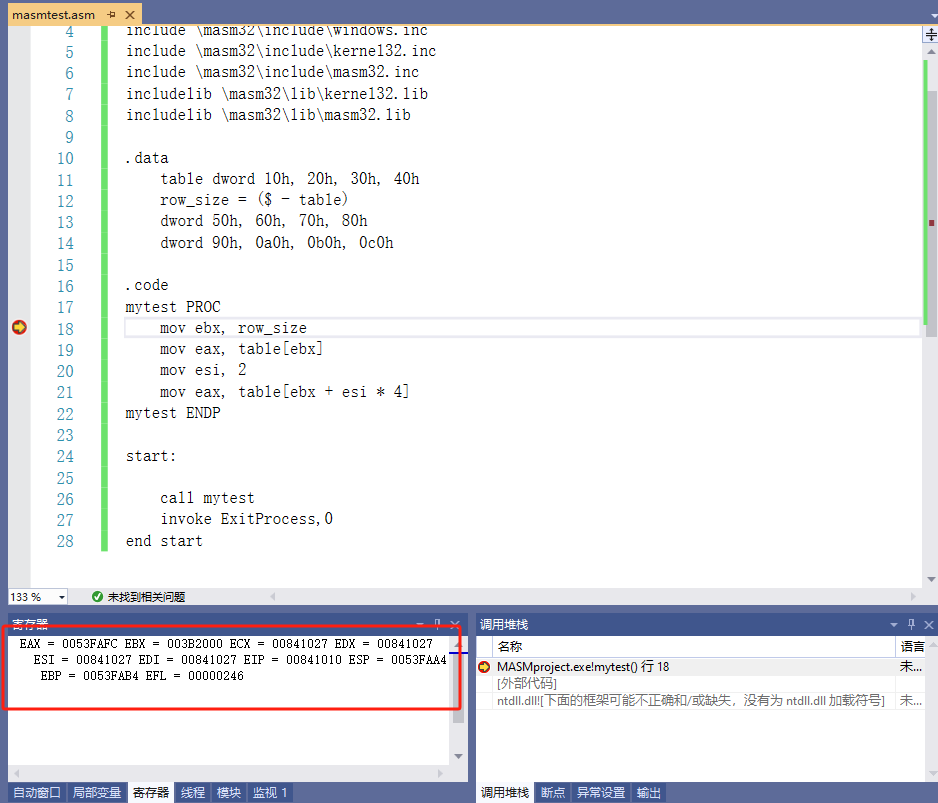 masmtest.asm
4 include \masm32\include\windows.inc
5 include \masm32\include\kernel32.inc
6 include \masm32\include\masm32.inc
7 includelib \masm32\lib\kernel32.lib
8 includelib \masm32\lib\masm32.lib
9
10 .data
11 table dword 10h, 20h, 30h, 40h
12 row_size = ($ - table)
13 dword 50h, 60h, 70h, 80h
14 dword 90h, 0a0h, 0b0h, 0c0h
15
16 .code
17 mytest PROC
18 mov ebx, row_size
19 mov eax, table[ebx]
20 mov esi, 2
21 mov eax, table[ebx + esi * 4]
22 mytest ENDP
23
24 start:
25
26 call mytest
27 invoke ExitProcess,0
28 end start
133 % 未找到相关问题
寄存器
EAX = 0053FAFC EBX = 003B2000 ECX = 00841027 EDX = 00841027
ESI = 00841027 EDI = 00841027 EIP = 00841010 ESP = 0053FAA4
EBP = 0053FAB4 EFL = 00000246
自动窗口 局部变量 寄存器 线程 模块 监视 1
调用堆栈
名称 语言
MASMproject.exe!mytest() 行 18 未...
[外部代码]
ntdll.dll![下面的框架可能不正确和/或缺失，没有为 ntdll.dll 加载符号] 未...
调用堆栈 断点 异常设置 输出